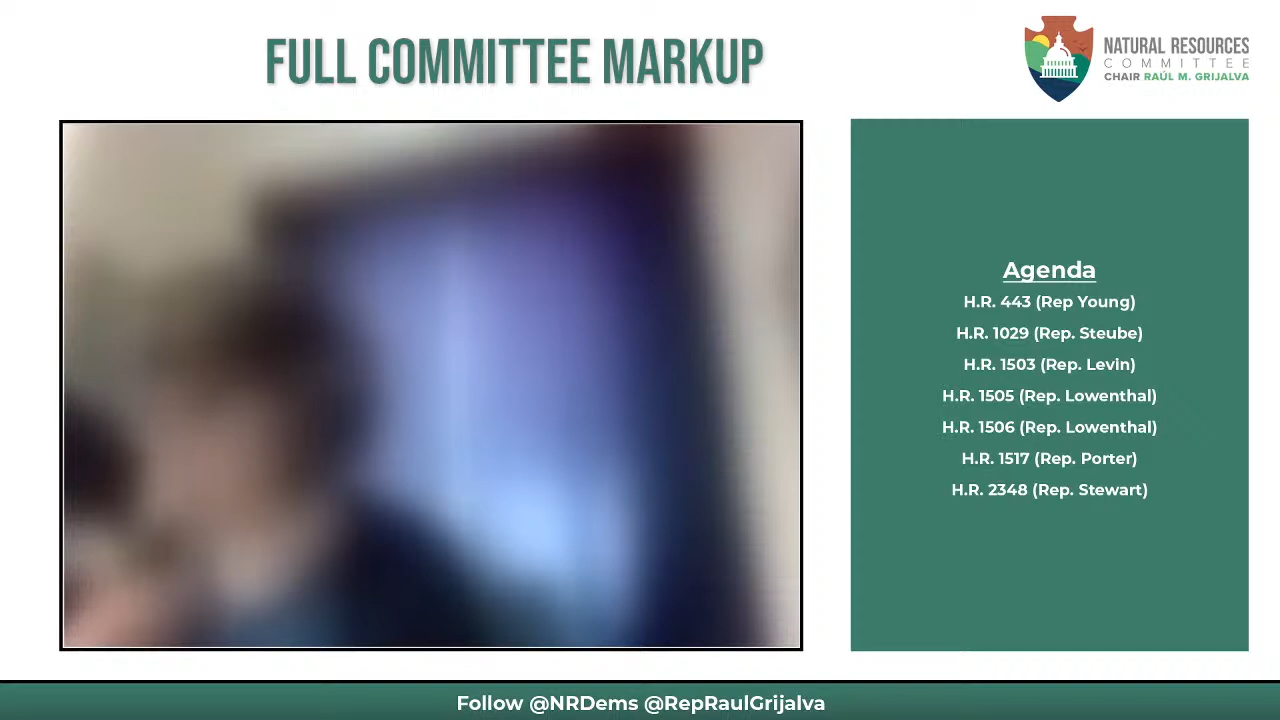 FULL COMMITTEE MARKUP
NATURAL RESOURCES
COMMITTEE
CHAIR RAÚL M. GRIJALVA
Agenda
H.R. 443 (Rep Young)
H.R. 1029 (Rep. Steube)
H.R. 1503 (Rep. Levin)
H.R. 1505 (Rep. Lowenthal)
H.R. 1506 (Rep. Lowenthal)
H.R. 1517 (Rep. Porter)
H.R. 2348 (Rep. Stewart)
Follow @NRDems @RepRaulGrijalva